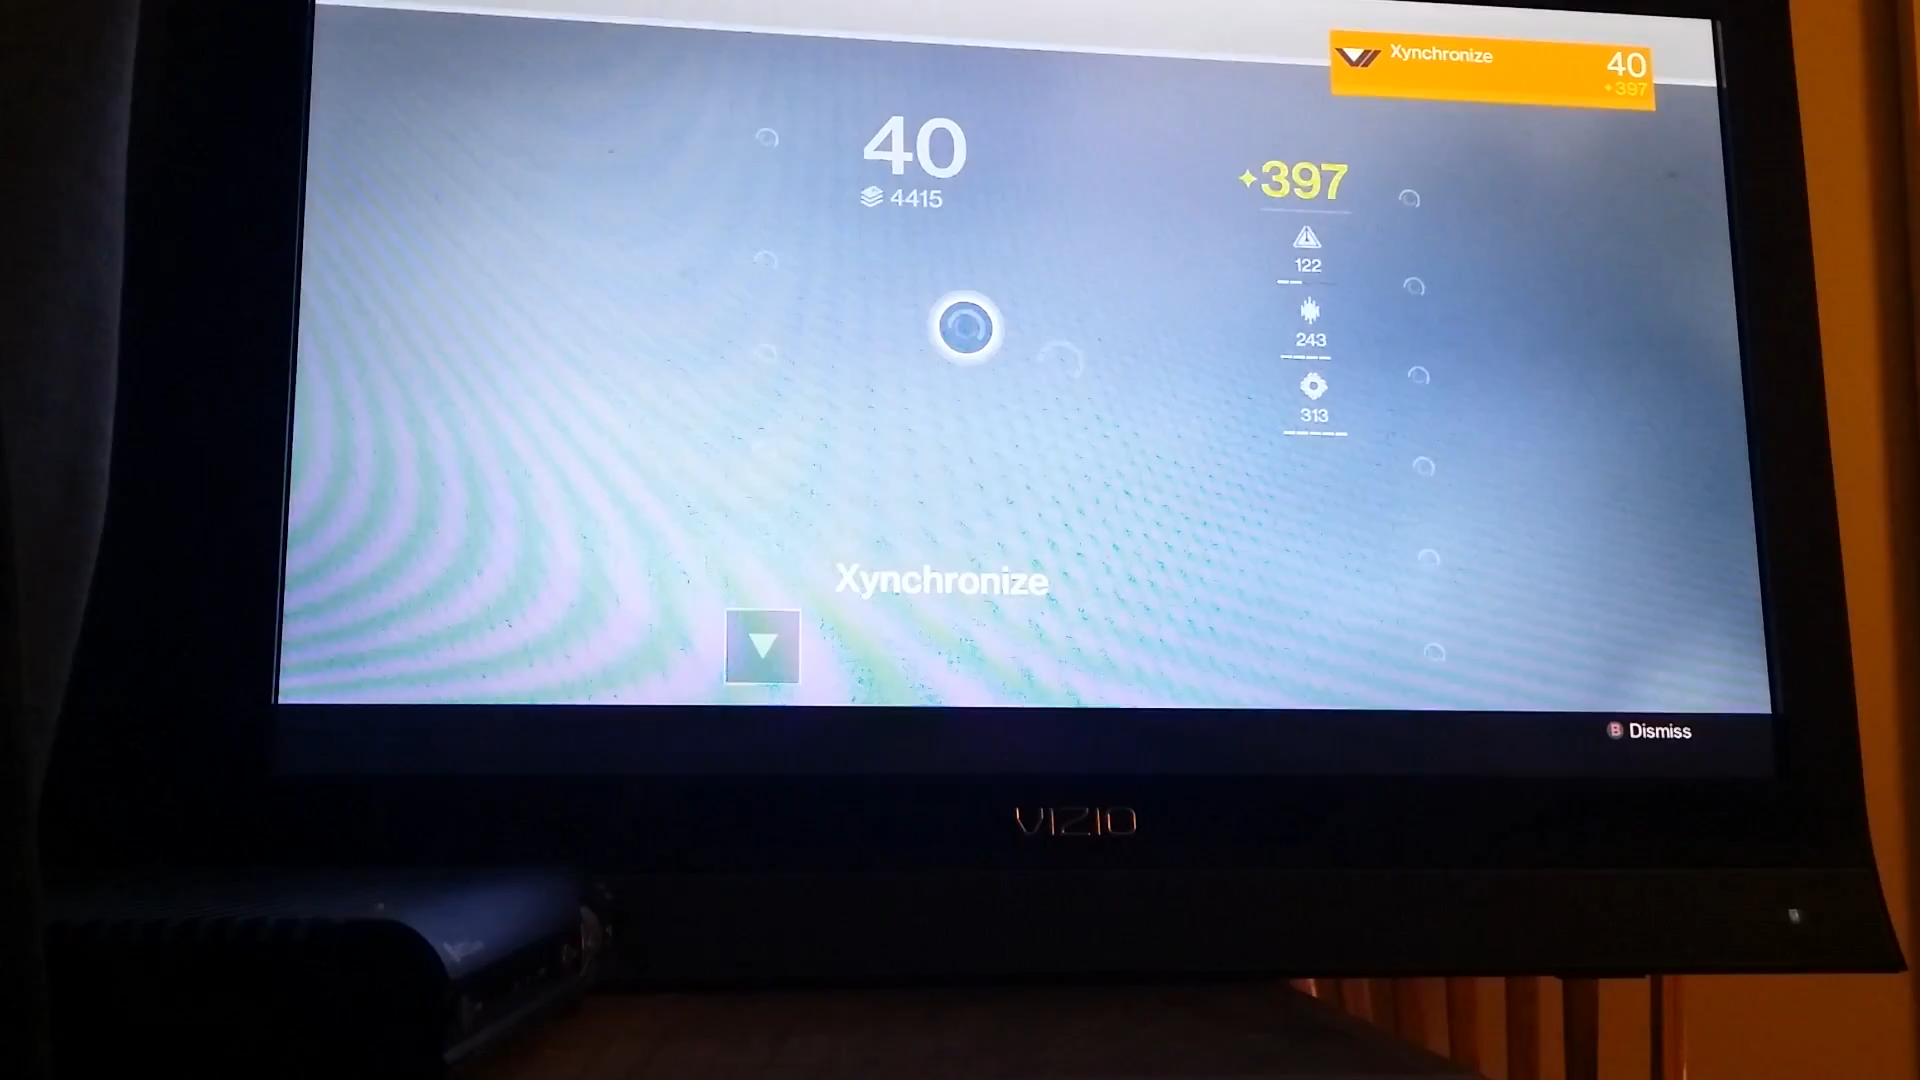 Xynchronize
40
+397
40
4415
+397
122
243
313
Xynchronize
B Dismiss
VIZIO